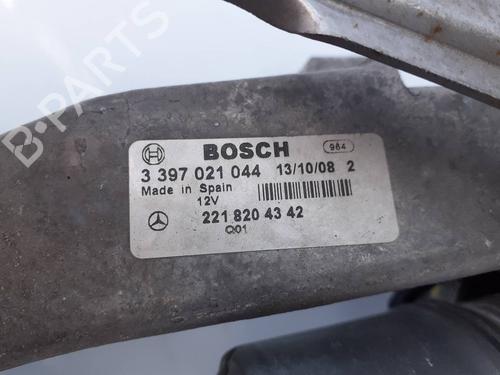 B-PARTS
BOSCH 984
3 397 021 044 13/10/08 2
Made in Spain
12V
221 820 43 42
Q01